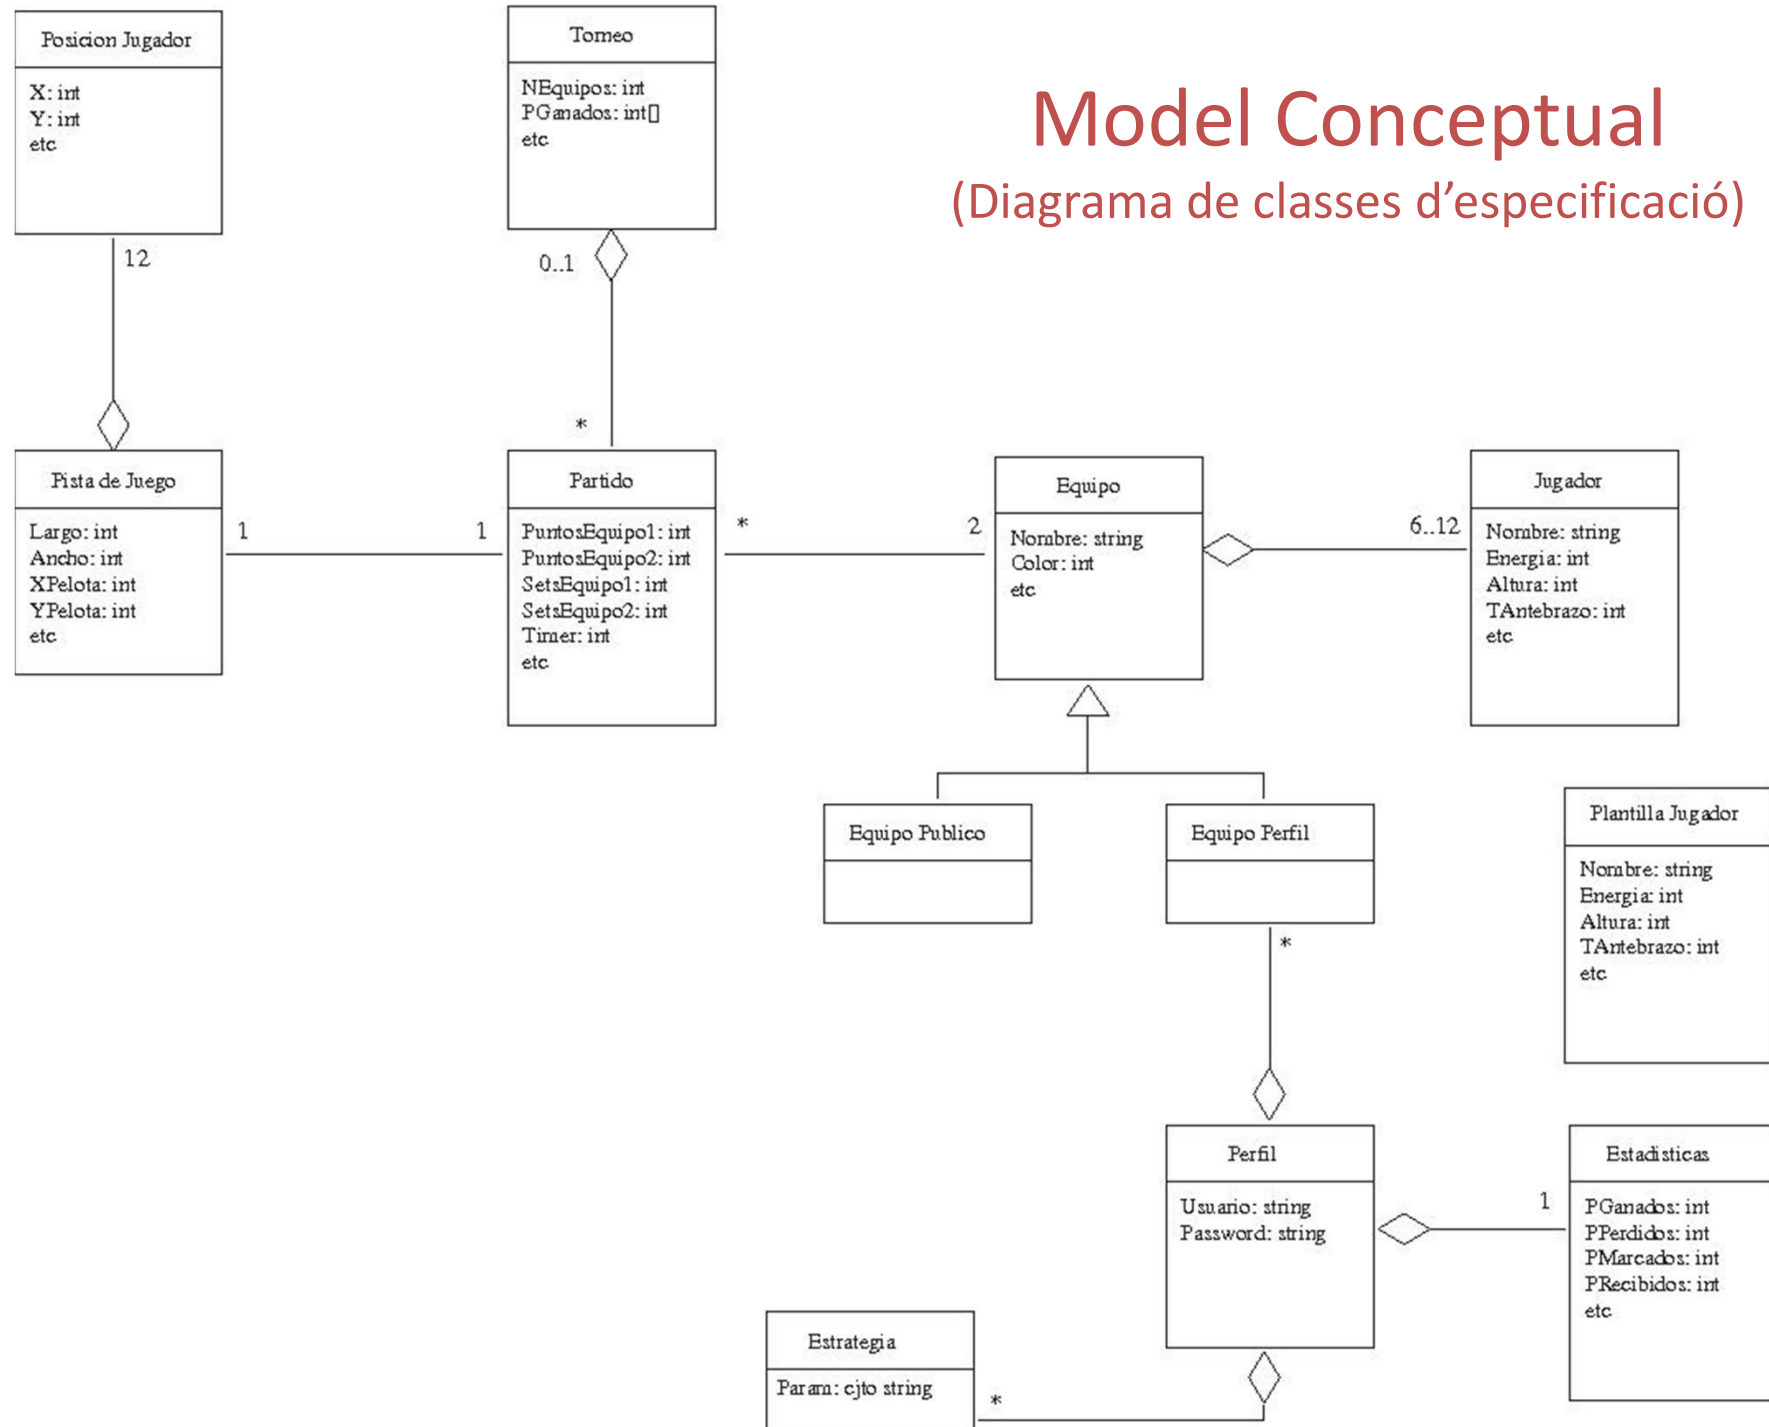 Model Conceptual
(Diagrama de classes d’especificació)
Posicion Jugador
X: int
Y: int
etc
12
Torneo
NEquipos: int
PGanados: int[]
etc
0..1
*
Pista de Juego
Largo: int
Ancho: int
XPelota: int
YPelota: int
etc
1
1
Partido
PuntosEquipo1: int
PuntosEquipo2: int
SetsEquipo1: int
SetsEquipo2: int
Timer: int
etc
*
2
Equipo
Nombre: string
Color: int
etc
6..12
Jugador
Nombre: string
Energia: int
Altura: int
TAntebrazo: int
etc
Equipo Publico
Equipo Perfil
*
Plantilla Jugador
Nombre: string
Energia: int
Altura: int
TAntebrazo: int
etc
Perfil
Usuario: string
Password: string
1
Estadisticas
PGanados: int
PPerdidos: int
PMarcados: int
PRecibidos: int
etc
Estrategia
Param: cjto string
*